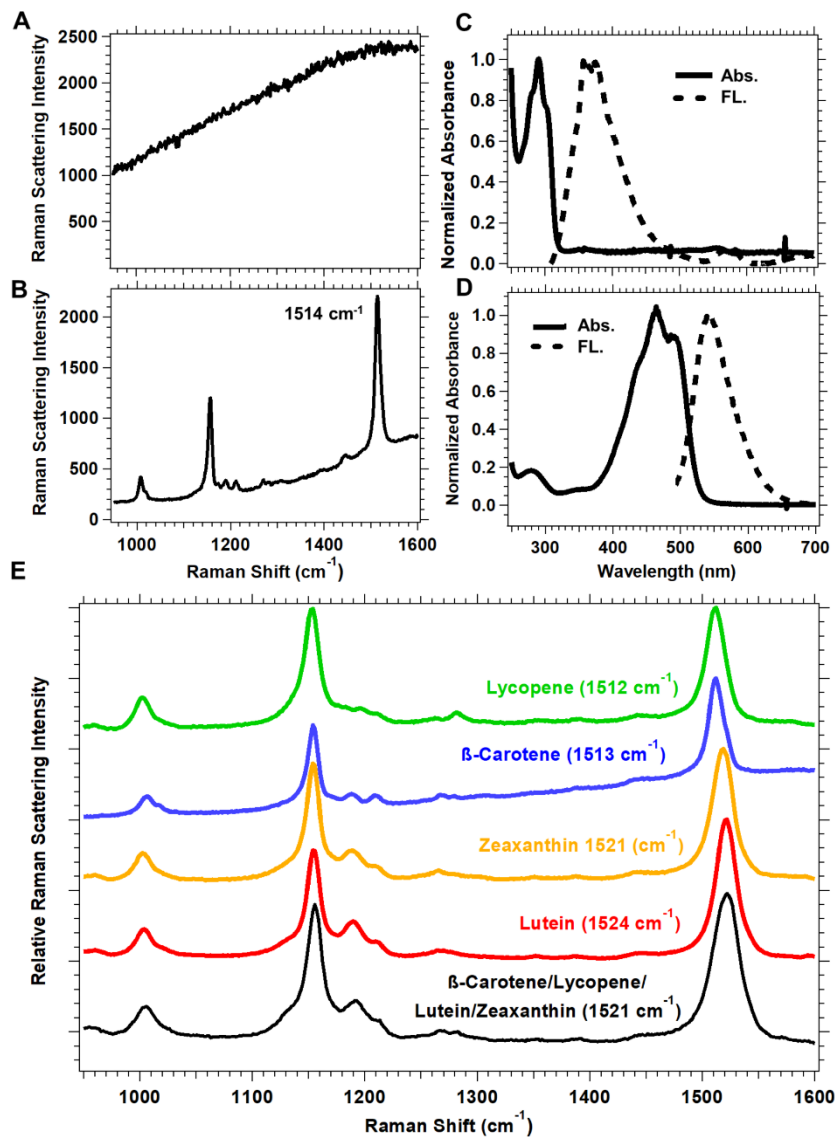 A
2500
2000
1500
1000
500
Raman Scattering Intensity
B
1514 cm⁻¹
2000
1500
1000
500
0
Raman Scattering Intensity
1000 1200 1400 1600
Raman Shift (cm⁻¹)
C
1.0
0.8
0.6
0.4
0.2
0.0
Normalized Absorbance
Abs.
FL.
D
1.0
0.8
0.6
0.4
0.2
0.0
Normalized Absorbance
Abs.
FL.
300 400 500 600 700
Wavelength (nm)
E
Relative Raman Scattering Intensity
Lycopene (1512 cm⁻¹)
ß-Carotene (1513 cm⁻¹)
Zeaxanthin 1521 (cm⁻¹)
Lutein (1524 cm⁻¹)
ß-Carotene/Lycopene/
Lutein/Zeaxanthin (1521 cm⁻¹)
1000 1100 1200 1300 1400 1500 1600
Raman Shift (cm⁻¹)